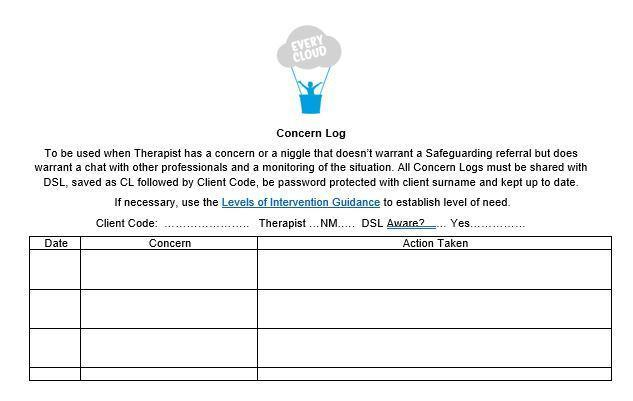 EVERY
CLOUD
Concern Log
To be used when Therapist has a concern or a niggle that doesn't warrant a Safeguarding referral but does
warrant a chat with other professionals and a monitoring of the situation. All Concern Logs must be shared with
DSL, saved as CL followed by Client Code, be password protected with client surname and kept up to date.
If necessary, use the Levels of Intervention Guidance to establish level of need.
Client Code: ………………….. Therapist …NM….. DSL Aware?...... Yes……………
Date Concern Action Taken